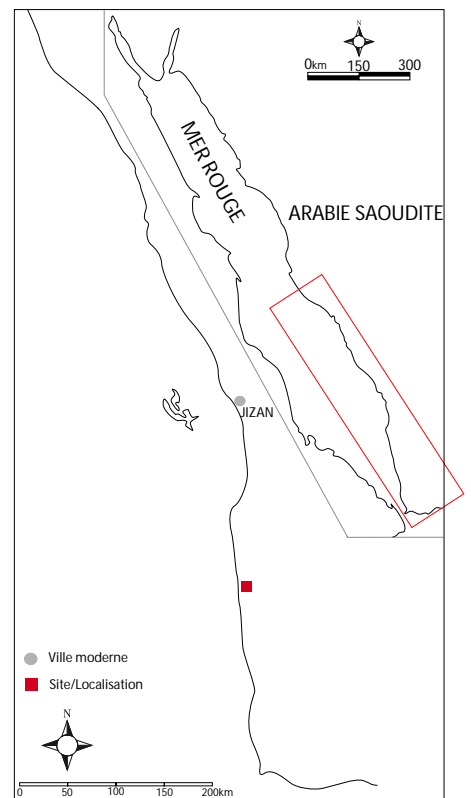 N
0km 150 300
MER ROUGE
ARABIE SAOUDITE
JIZAN
Ville moderne
Site/Localisation
N
0 50 100 150 200km